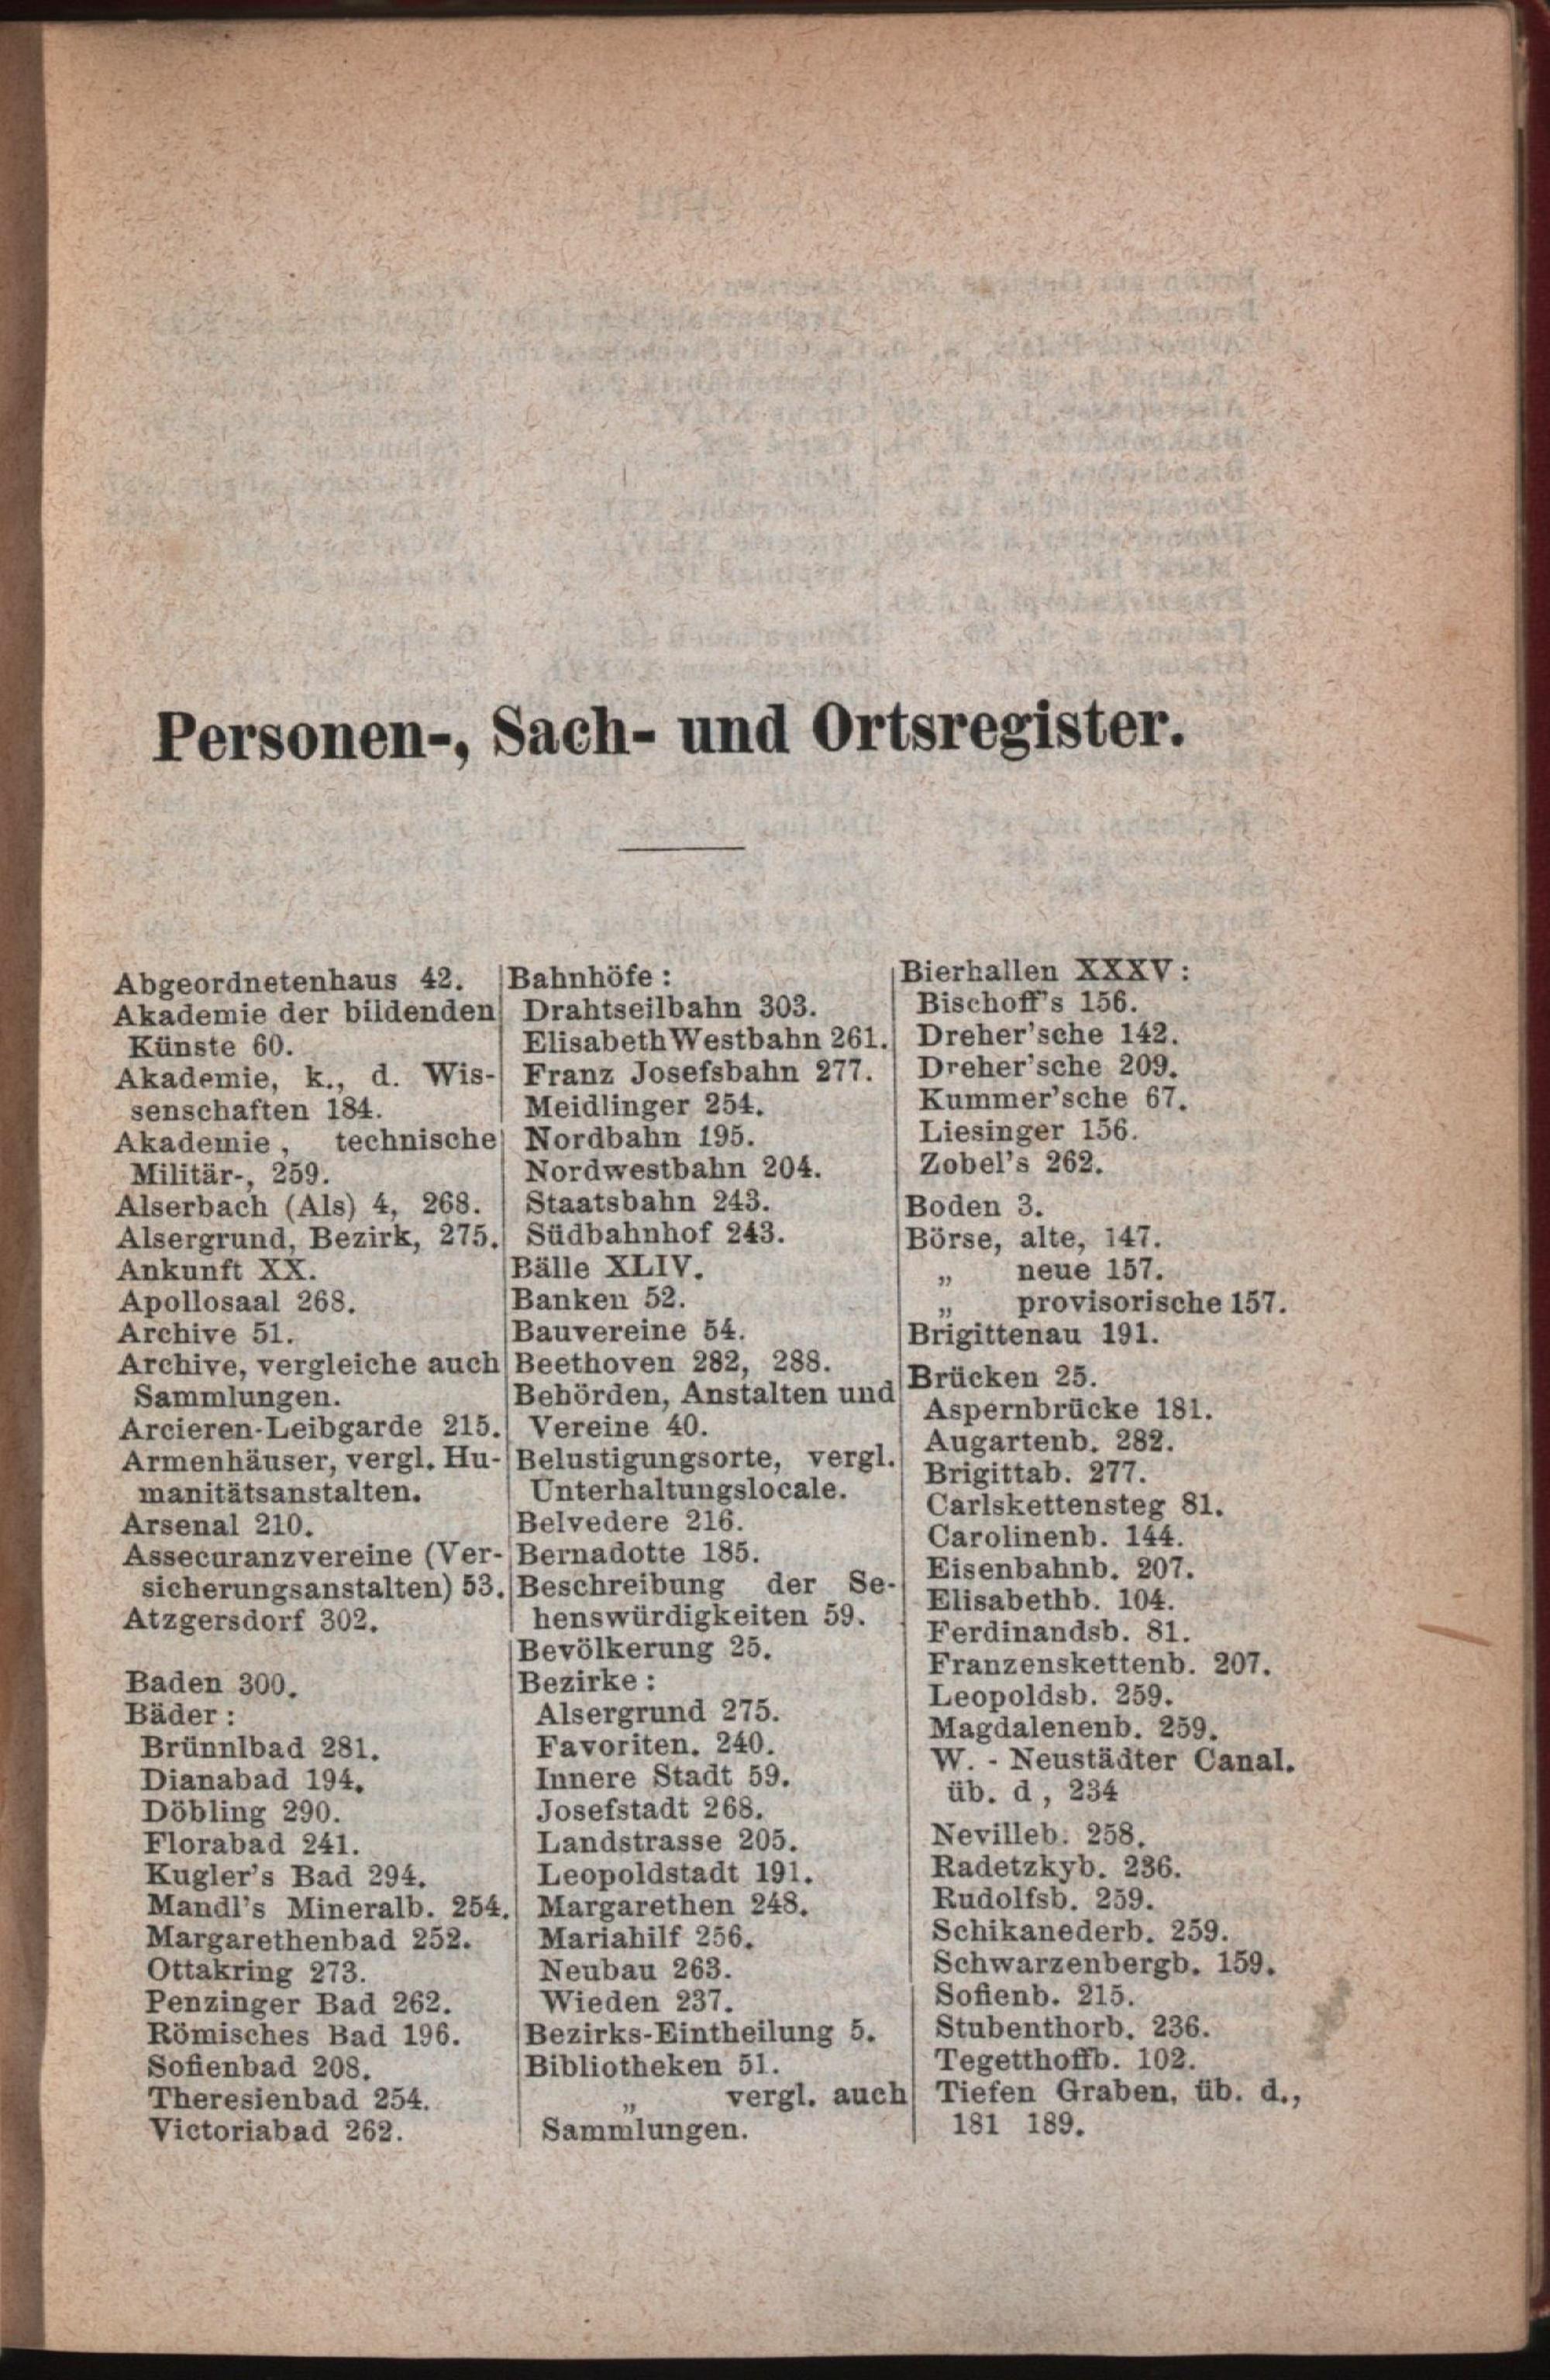 Personen-, Sach- und Ortsregister.
Abgeordnetenhaus 42.
Akademie der bildenden
Künste 60.
Akademie, k., d. Wis-
senschaften 184.
Akademie, technische
Militär-, 259.
Alserbach (Als) 4, 268.
Alsergrund, Bezirk, 275.
Ankunft XX.
Apollosaal 268.
Archive 51.
Archive, vergleiche auch
Sammlungen.
Arcieren-Leibgarde 215.
Armenhäuser, vergl. Hu-
manitätsanstalten.
Arsenal 210.
Assecuranzvereine (Ver-
sicherungsanstalten) 53.
Atzgersdorf 302.
Baden 300.
Bäder:
Brünnlbad 281.
Dianabad 194.
Döbling 290.
Florabad 241.
Kugler's Bad 294.
Mandl's Mineralb. 254.
Margarethenbad 252.
Ottakring 273.
Penzinger Bad 262.
Römisches Bad 196.
Sofienbad 208.
Theresienbad 254.
Victoriabad 262.
Bahnhöfe:
Drahtseilbahn 303.
Elisabeth Westbahn 261.
Franz Josefsbahn 277.
Meidlinger 254.
Nordbahn 195.
Nordwestbahn 204.
Staatsbahn 243.
Südbahnhof 243.
Bälle XLIV.
Banken 52.
Bauvereine 54.
Beethoven 282, 288.
Behörden, Anstalten und
Vereine 40.
Belustigungsorte, vergl.
Unterhaltungslocale.
Belvedere 216.
Bernadotte 185.
Beschreibung der Se-
henswürdigkeiten 59.
Bevölkerung 25.
Bezirke:
Alsergrund 275.
Favoriten. 240.
Innere Stadt 59.
Josefstadt 268.
Landstrasse 205.
Leopoldstadt 191.
Margarethen 248.
Mariahilf 256.
Neubau 263.
Wieden 237.
Bezirks-Eintheilung 5.
Bibliotheken 51.
„ vergl. auch
Sammlungen.
Bierhallen XXXV:
Bischoff's 156.
Dreher'sche 142.
Dreher'sche 209.
Kummer'sche 67.
Liesinger 156.
Zobel's 262.
Boden 3.
Börse, alte, 147.
„ neue 157.
„ provisorische 157.
Brigittenau 191.
Brücken 25.
Aspernbrücke 181.
Augartenb. 282.
Brigittab. 277.
Carlskettensteg 81.
Carolinenb. 144.
Eisenbahnb. 207.
Elisabethb. 104.
Ferdinandsb. 81.
Franzenskettenb. 207.
Leopoldsb. 259.
Magdalenenb. 259.
W. - Neustädter Canal.
üb. d, 234
Nevilleb. 258.
Radetzkyb. 236.
Rudolfsb. 259.
Schikanederb. 259.
Schwarzenbergb. 159.
Sofienb. 215.
Stubenthorb. 236.
Tegetthoffb. 102.
Tiefen Graben, üb. d.,
181 189.